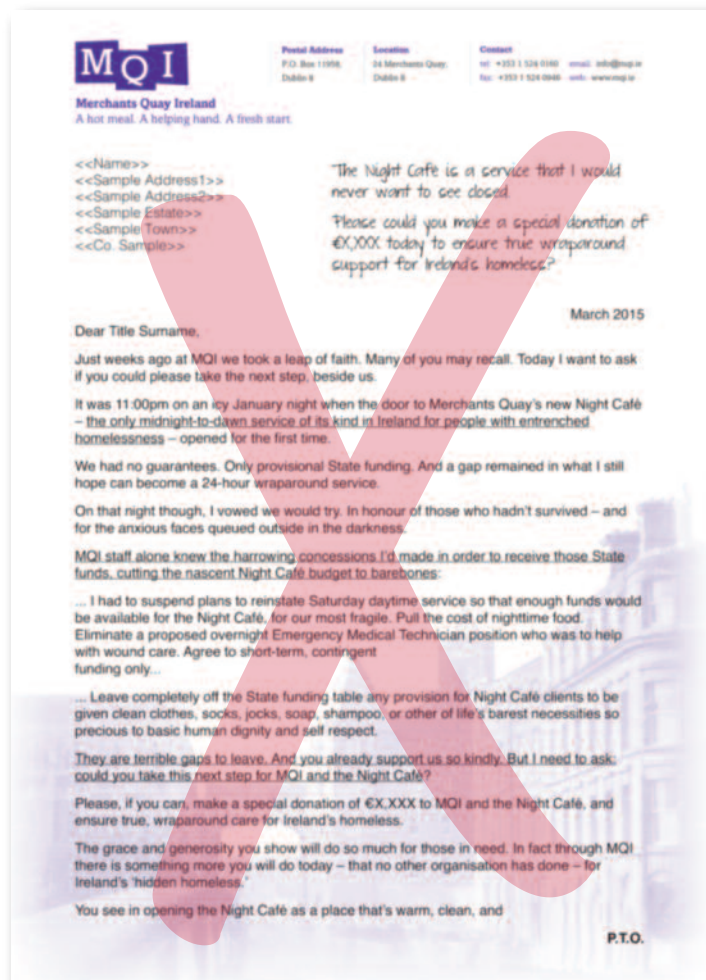 MQI
Merchants Quay Ireland
A hot meal. A helping hand. A fresh start.
Postal Address
P.O. Box 11958,
Dublin 8
Location
24 Merchants Quay,
Dublin 8
Contact
tel: +353 1 524 0160 email: info@mqi.ie
fax: +353 1 524 0946 web: www.mqi.ie
<<Name>>
<<Sample Address1>>
<<Sample Address2>>
<<Sample Estate>>
<<Sample Town>>
<<Co. Sample>>
The Night Café is a service that I would
never want to see closed.
Please could you make a special donation of
€X,XXX today to ensure true wraparound
support for Ireland's homeless?
March 2015
Dear Title Surname,
Just weeks ago at MQI we took a leap of faith. Many of you may recall. Today I want to ask
if you could please take the next step, beside us.
It was 11:00pm on an icy January night when the door to Merchants Quay's new Night Café
– the only midnight-to-dawn service of its kind in Ireland for people with entrenched
homelessness – opened for the first time.
We had no guarantees. Only provisional State funding. And a gap remained in what I still
hope can become a 24-hour wraparound service.
On that night though, I vowed we would try. In honour of those who hadn't survived – and
for the anxious faces queued outside in the darkness.
MQI staff alone knew the harrowing concessions I'd made in order to receive those State
funds, cutting the nascent Night Café budget to barebones:
... I had to suspend plans to reinstate Saturday daytime service so that enough funds would
be available for the Night Café, for our most fragile. Pull the cost of nighttime food.
Eliminate a proposed overnight Emergency Medical Technician position who was to help
with wound care. Agree to short-term, contingent
funding only...
... Leave completely off the State funding table any provision for Night Café clients to be
given clean clothes, socks, jocks, soap, shampoo, or other of life's barest necessities so
precious to basic human dignity and self respect.
They are terrible gaps to leave. And you already support us so kindly. But I need to ask:
could you take this next step for MQI and the Night Café?
Please, if you can, make a special donation of €X,XXX to MQI and the Night Café, and
ensure true, wraparound care for Ireland's homeless.
The grace and generosity you show will do so much for those in need. In fact through MQI
there is something more you will do today – that no other organisation has done – for
Ireland's 'hidden homeless.'
You see in opening the Night Café as a place that's warm, clean, and
P.T.O.